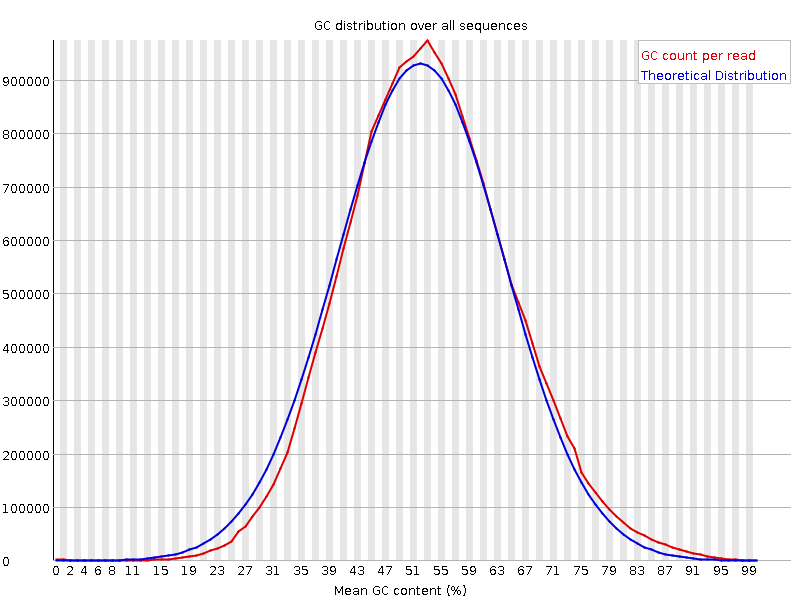 GC distribution over all sequences
GC count per read
Theoretical Distribution
900000
800000
700000
600000
500000
400000
300000
200000
100000
0
0 2 4 6 8 11 15 19 23 27 31 35 39 43 47 51 55 59 63 67 71 75 79 83 87 91 95 99
Mean GC content (%)